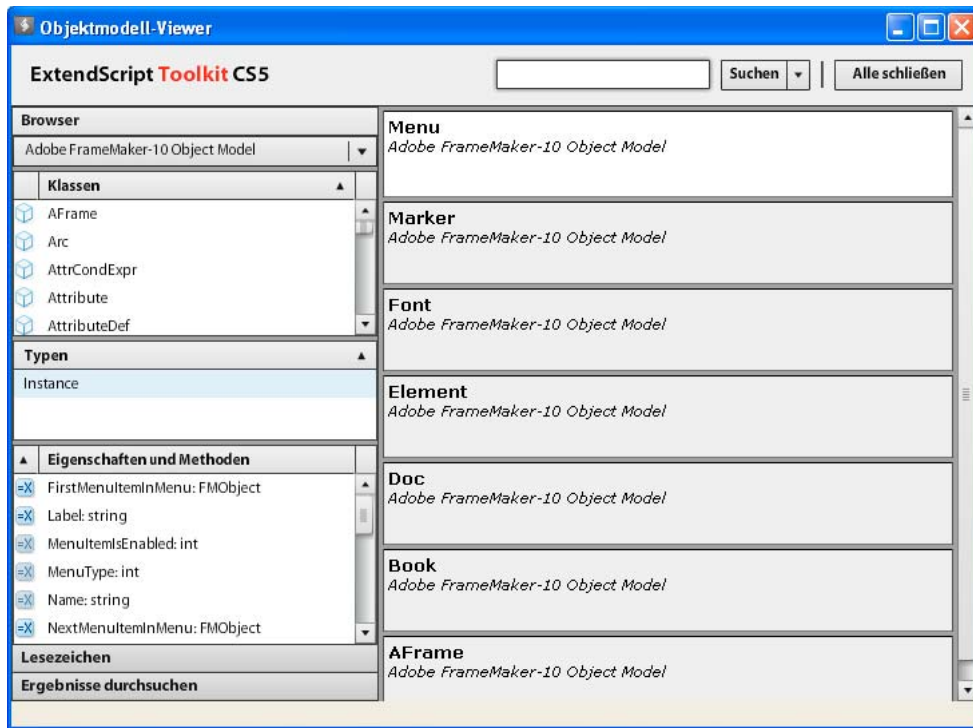 Objektmodell-Viewer
ExtendScript Toolkit CS5
Suchen
Alle schließen
Browser
Adobe FrameMaker-10 Object Model
Klassen
AFrame
Arc
AttrCondExpr
Attribute
AttributeDef
Typen
Instance
Eigenschaften und Methoden
FirstMenuItemInMenu: FMObject
Label: string
MenuItemIsEnabled: int
MenuType: int
Name: string
NextMenuItemInMenu: FMObject
Lesezeichen
Ergebnisse durchsuchen
Menu
Adobe FrameMaker-10 Object Model
Marker
Adobe FrameMaker-10 Object Model
Font
Adobe FrameMaker-10 Object Model
Element
Adobe FrameMaker-10 Object Model
Doc
Adobe FrameMaker-10 Object Model
Book
Adobe FrameMaker-10 Object Model
AFrame
Adobe FrameMaker-10 Object Model